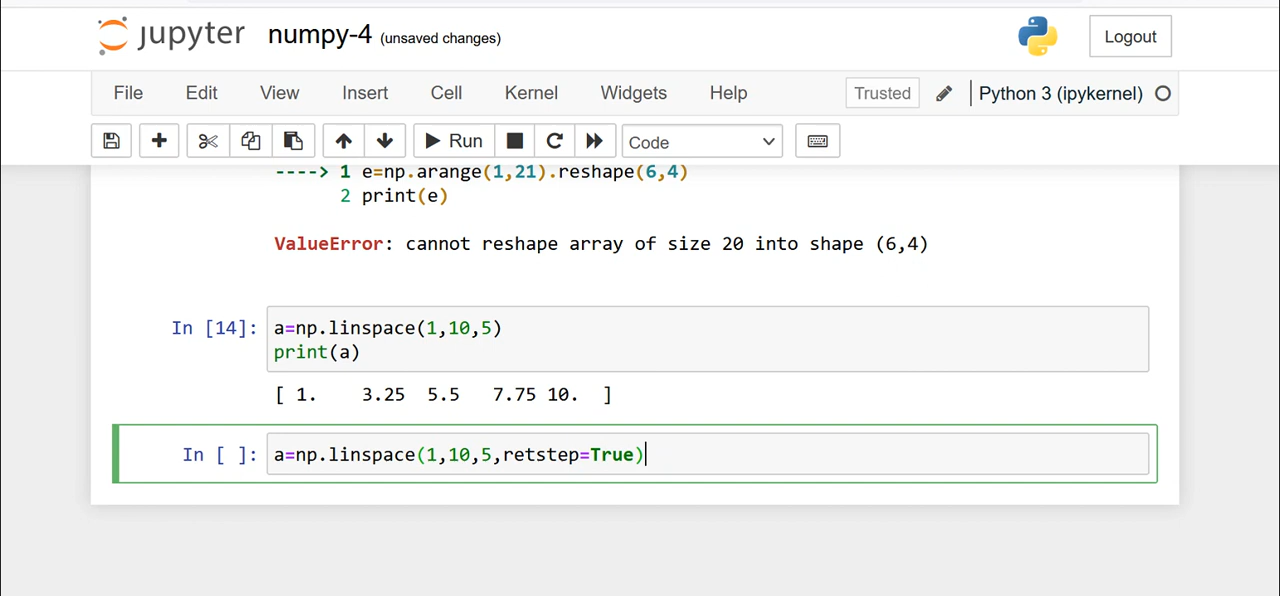 jupyter numpy-4 (unsaved changes) Logout
File Edit View Insert Cell Kernel Widgets Help Trusted Python 3 (ipykernel)
Run Code
----> 1 e=np.arange(1,21).reshape(6,4)
2 print(e)
ValueError: cannot reshape array of size 20 into shape (6,4)
In [14]: a=np.linspace(1,10,5)
print(a)
[ 1. 3.25 5.5 7.75 10. ]
In [ ]: a=np.linspace(1,10,5,retstep=True)